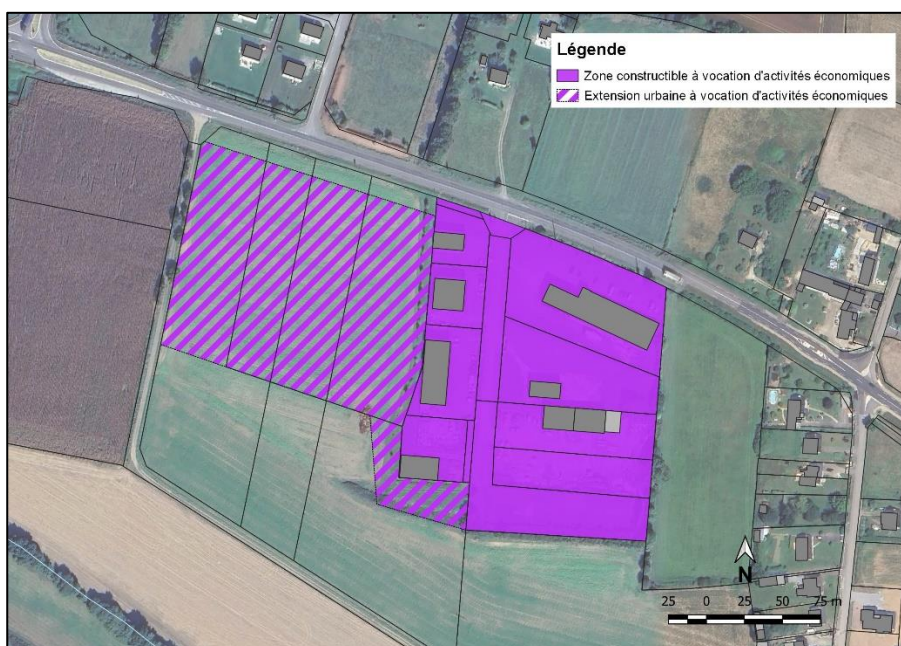 Légende
Zone constructible à vocation d'activités économiques
Extension urbaine à vocation d'activités économiques
N
25 0 25 50 75 m